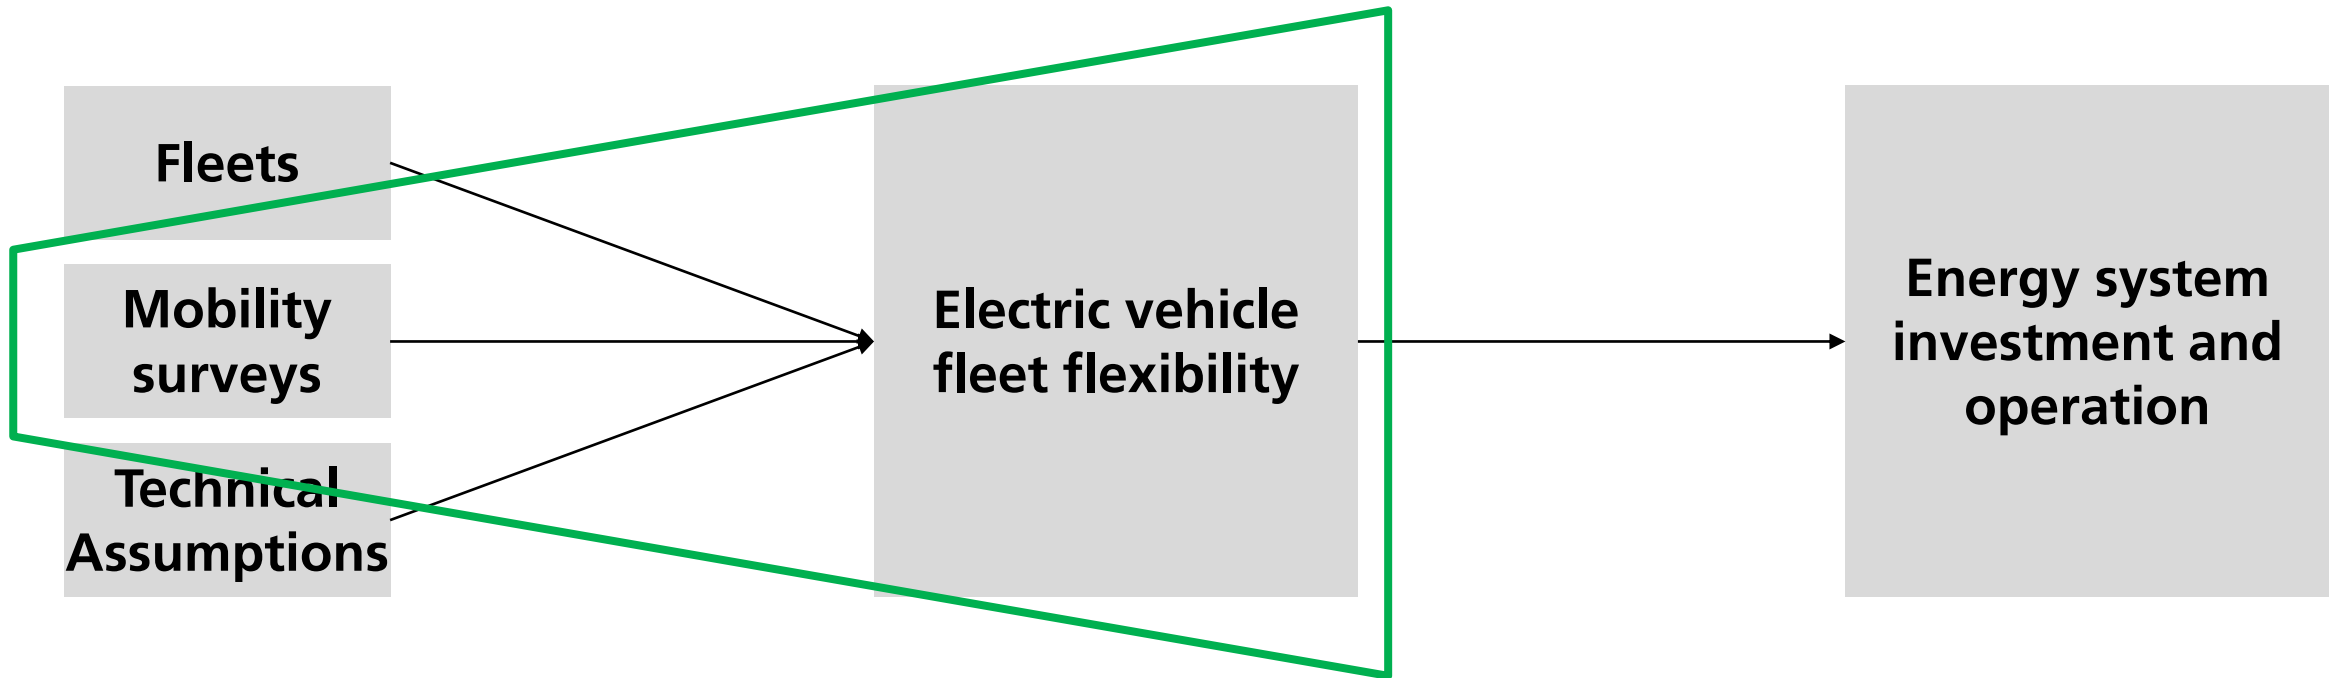 Fleets
Mobility
surveys
Technical
Assumptions
Electric vehicle
fleet flexibility
Energy system
investment and
operation